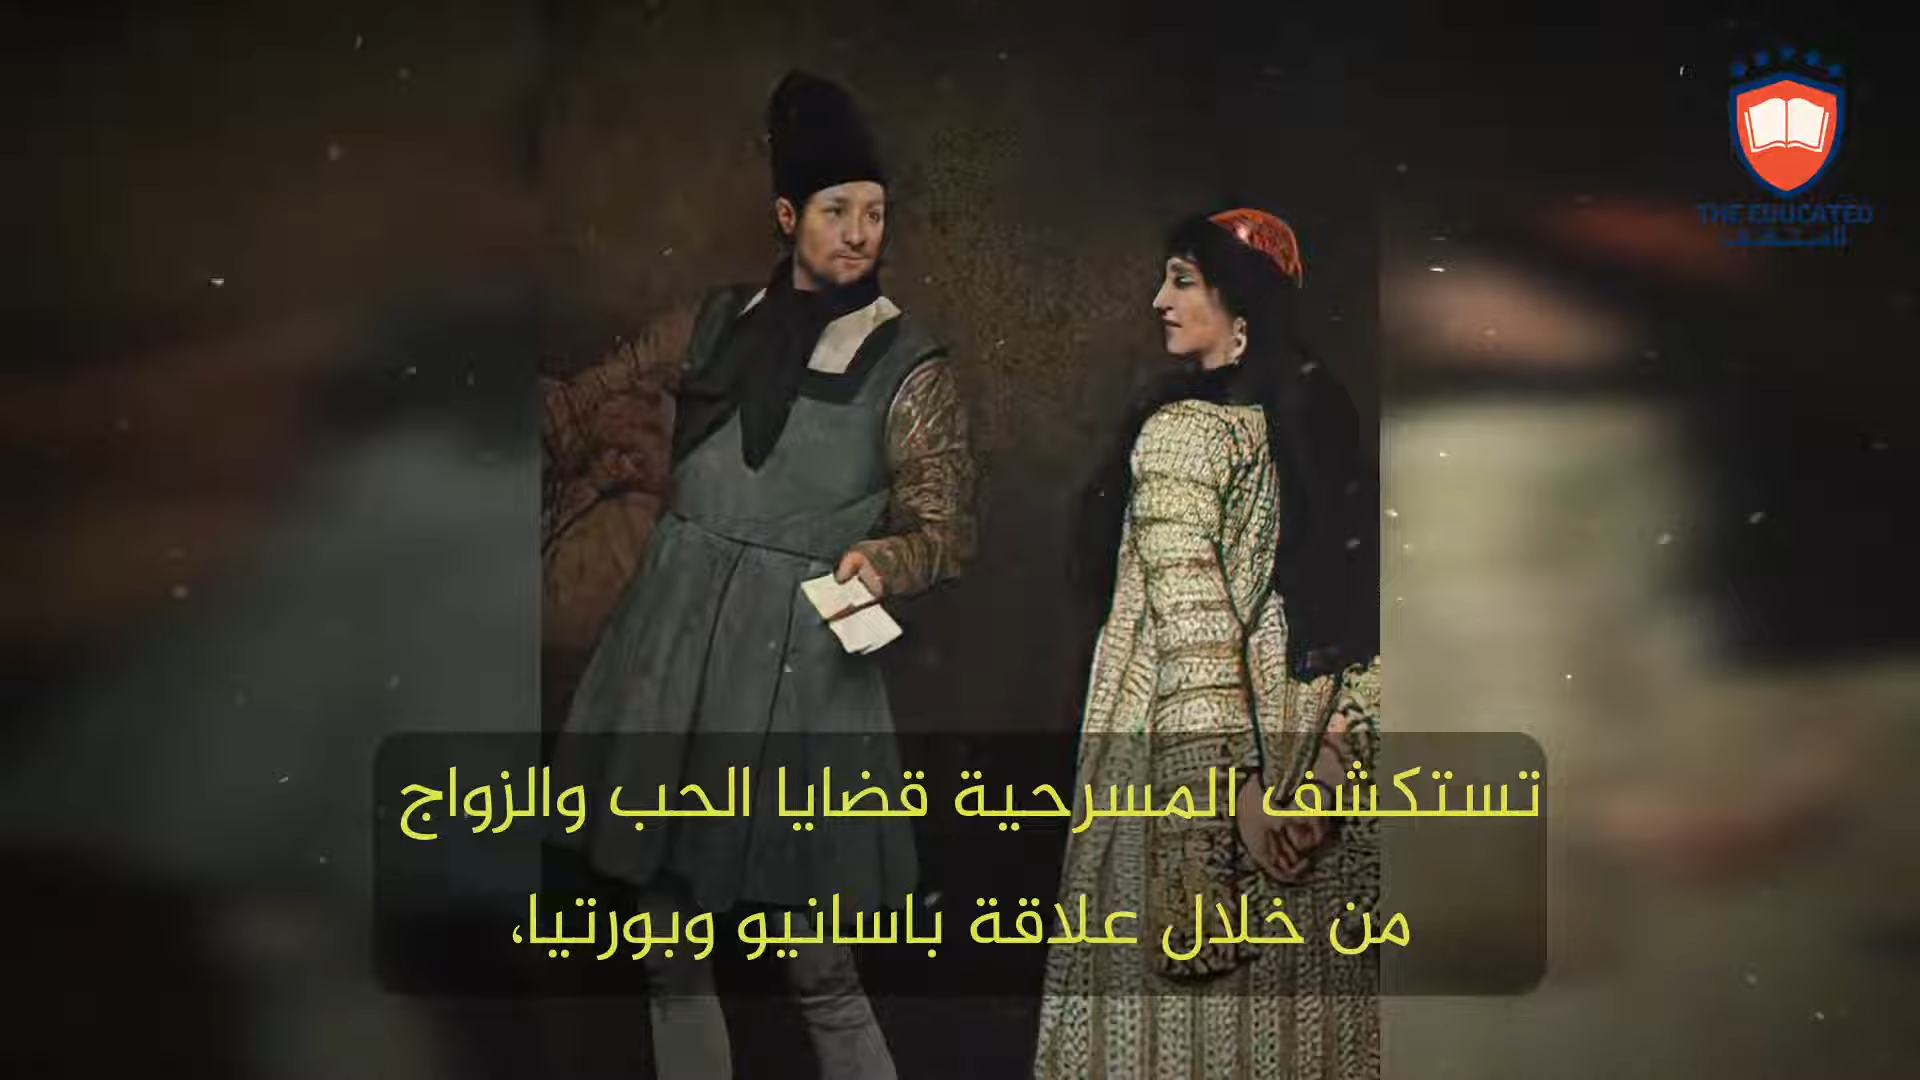 THE EDUCATED
تستكشف المسرحية قضايا الحب والزواج
من خلال علاقة باسانيو وبورتيا،